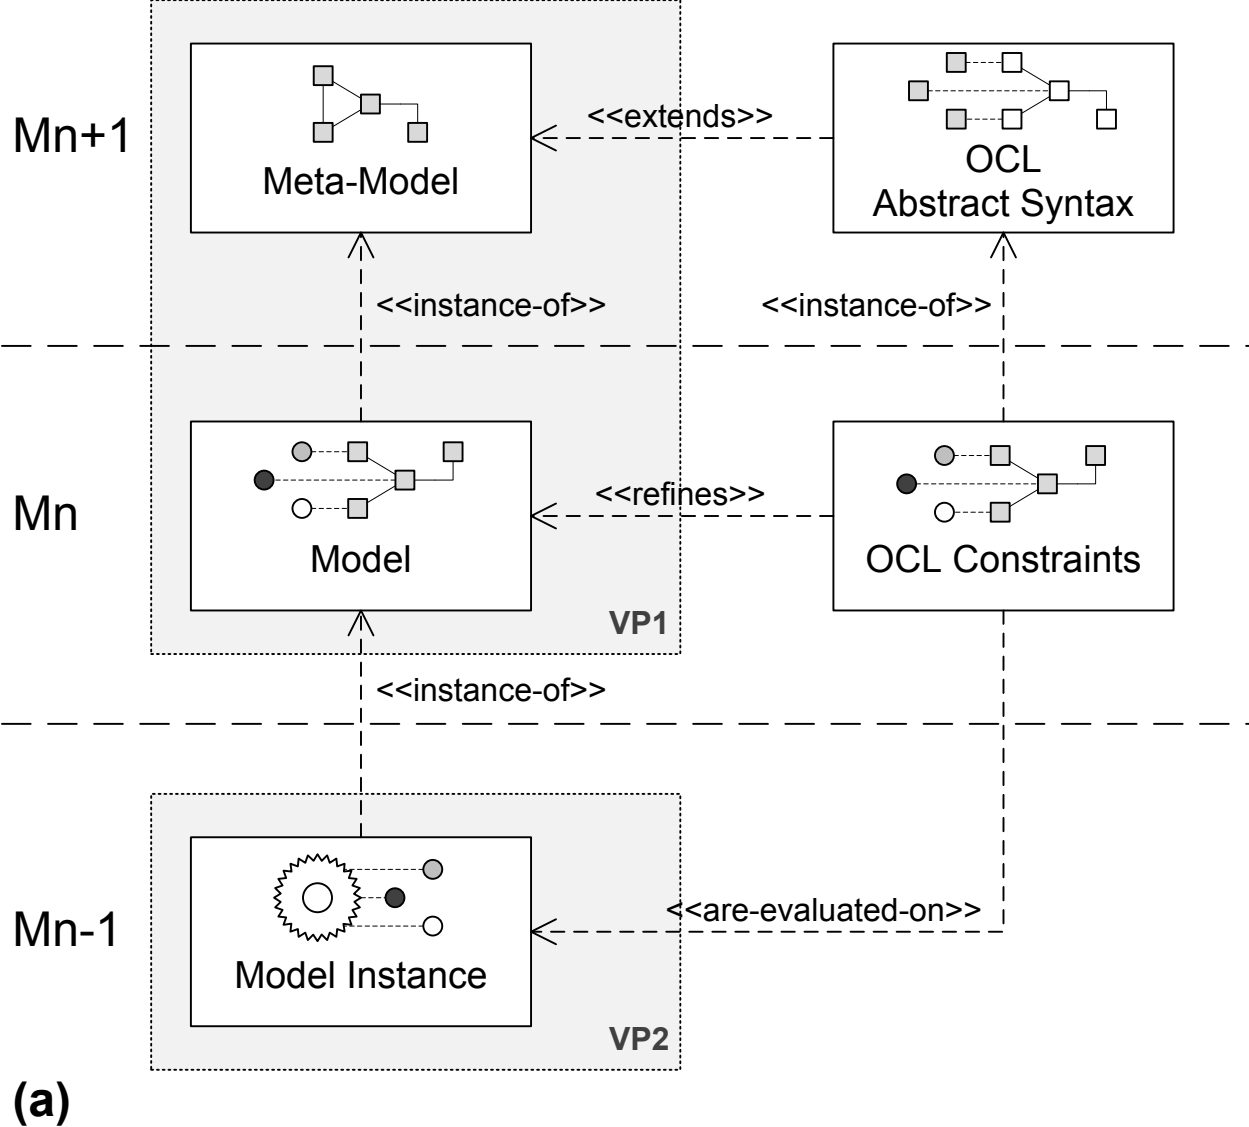 Mn+1
Meta-Model
<<extends>>
OCL
Abstract Syntax
<<instance-of>>
<<instance-of>>
Mn
Model
<<refines>>
OCL Constraints
VP1
<<instance-of>>
Mn-1
Model Instance
<<are-evaluated-on>>
VP2
(a)